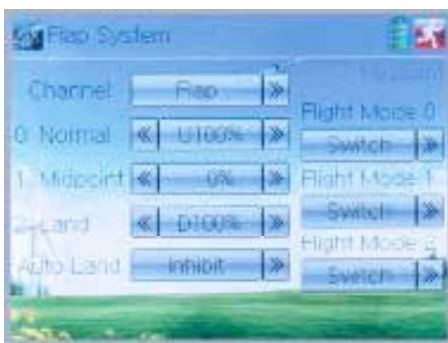 Flap System
Channel Flap
Flight Mode 0
0 Normal U100% Switch
1 Midpoint 0% Flight Mode 1
Switch
2 Land D100%
Flight Mode 2
Auto Land Inhibit Switch